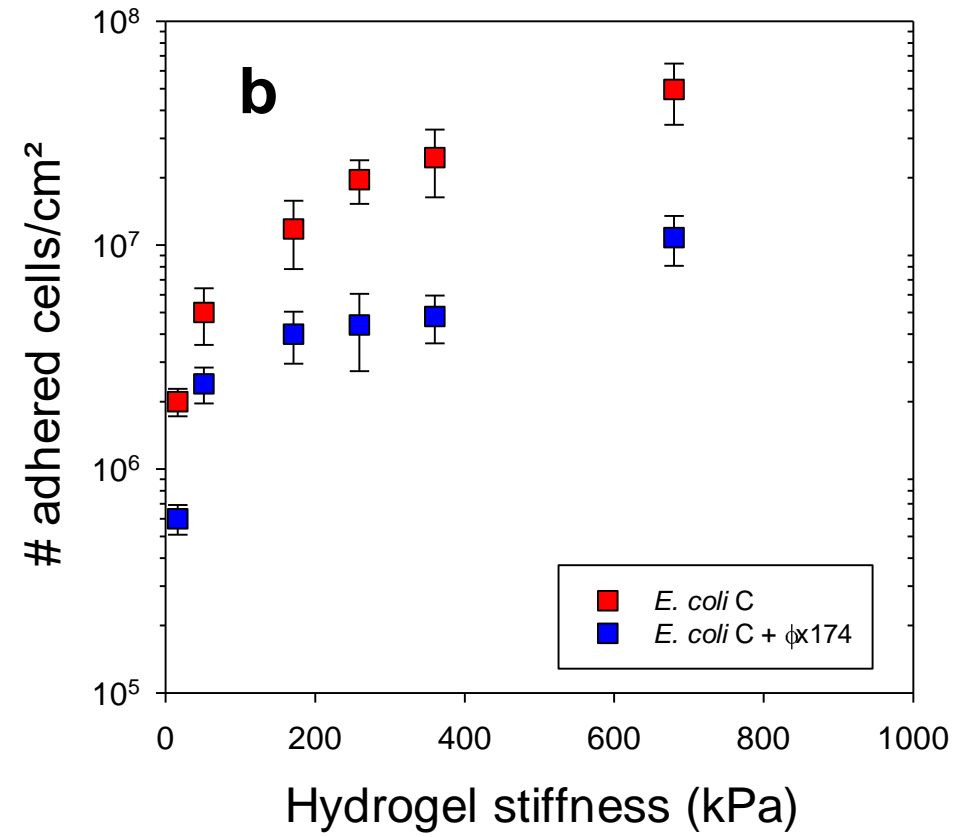 b
# adhered cells/cm²
10⁸
10⁷
10⁶
10⁵
0 200 400 600 800 1000
Hydrogel stiffness (kPa)
E. coli C
E. coli C + ϕx174